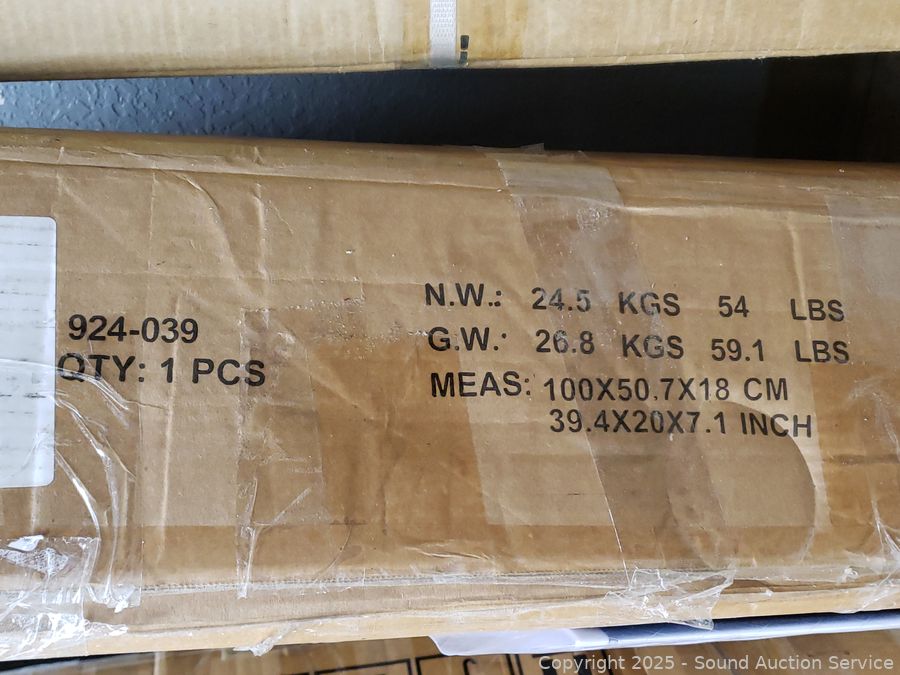 924-039
QTY: 1 PCS
N.W.: 24.5 KGS 54 LBS
G.W.: 26.8 KGS 59.1 LBS
MEAS: 100X50.7X18 CM
39.4X20X7.1 INCH
Copyright © 2025 - Sound Auction Service